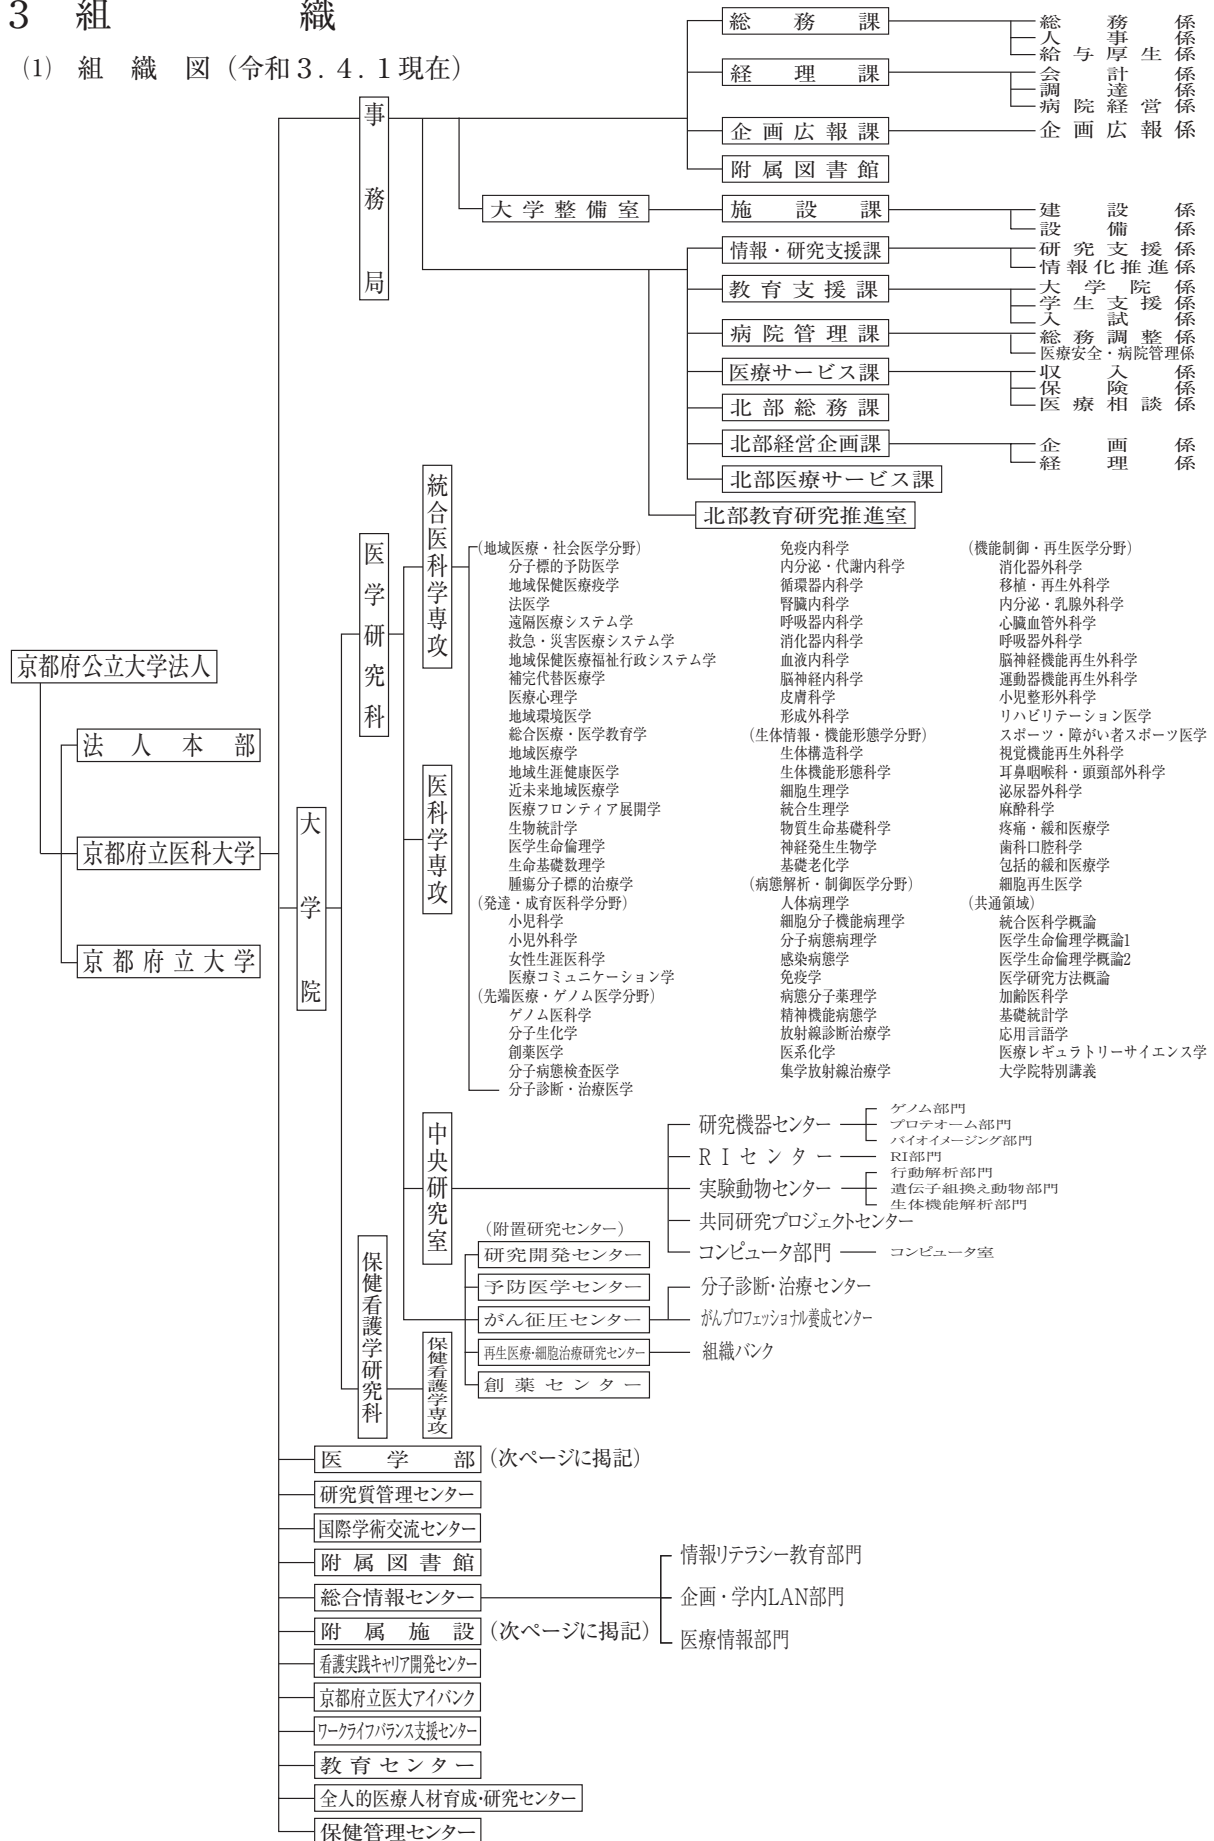 3 組織
(1) 組織図（令和3．4．1現在）
総務課
総務係
人事係
給与厚生係
経理課
会計係
調達係
病院経営係
企画広報課
企画広報係
附属図書館
事務局
大学整備室
施設課
建設係
設備係
情報・研究支援課
研究支援係
情報化推進係
教育支援課
大学院係
学生支援係
入試係
病院管理課
総務調整係
医療安全・病院管理係
医療サービス課
収入係
保険係
医療相談係
北部総務課
北部経営企画課
企画係
経理係
北部医療サービス課
北部教育研究推進室
京都府公立大学法人
法人本部
京都府立医科大学
京都府立大学
大学院
医学研究科
統合医科学専攻
(地域医療・社会医学分野)
分子標的予防医学
地域保健医療疫学
法医学
遠隔医療システム学
救急・災害医療システム学
地域保健医療福祉行政システム学
補完代替医療学
医療心理学
地域環境医学
総合医療・医学教育学
地域医療学
地域生涯健康医学
近未来地域医療学
医療フロンティア展開学
生物統計学
医学生命倫理学
生命基礎数理学
腫瘍分子標的治療学
(発達・成育医科学分野)
小児科学
小児外科学
女性生涯医科学
医療コミュニケーション学
(先端医療・ゲノム医学分野)
ゲノム医科学
分子生化学
創薬医学
分子病態検査医学
分子診断・治療医学
免疫内科学
内分泌・代謝内科学
循環器内科学
腎臓内科学
呼吸器内科学
消化器内科学
血液内科学
脳神経内科学
皮膚科学
形成外科学
(生体情報・機能形態学分野)
生体構造科学
生体機能形態科学
細胞生理学
統合生理学
物質生命基礎科学
神経発生生物学
基礎老化学
(病態解析・制御医学分野)
人体病理学
細胞分子機能病理学
分子病態病理学
感染病態学
免疫学
病態分子薬理学
精神機能病態学
放射線診断治療学
医系化学
集学放射線治療学
(機能制御・再生医学分野)
消化器外科学
移植・再生外科学
内分泌・乳腺外科学
心臓血管外科学
呼吸器外科学
脳神経機能再生外科学
運動器機能再生外科学
小児整形外科学
リハビリテーション医学
スポーツ・障がい者スポーツ医学
視覚機能再生外科学
耳鼻咽喉科・頭頸部外科学
泌尿器外科学
麻酔科学
疼痛・緩和医療学
歯科口腔科学
包括的緩和医療学
細胞再生医学
(共通領域)
統合医科学概論
医学生命倫理学概論1
医学生命倫理学概論2
医学研究方法概論
加齢医科学
基礎統計学
応用言語学
医療レギュラトリーサイエンス学
大学院特別講義
医科学専攻
中央研究室
研究機器センター
ゲノム部門
プロテオーム部門
バイオイメージング部門
RIセンター
RI部門
実験動物センター
行動解析部門
遺伝子組換え動物部門
生体機能解析部門
共同研究プロジェクトセンター
コンピュータ部門
コンピュータ室
(附置研究センター)
研究開発センター
予防医学センター
がん征圧センター
分子診断・治療センター
がんプロフェッショナル養成センター
再生医療・細胞治療研究センター
組織バンク
創薬センター
保健看護学研究科
保健看護学専攻
医学部
(次ページに掲記)
研究質管理センター
国際学術交流センター
附属図書館
総合情報センター
情報リテラシー教育部門
企画・学内LAN部門
医療情報部門
附属施設
(次ページに掲記)
看護実践キャリア開発センター
京都府立医大アイバンク
ワークライフバランス支援センター
教育センター
全人的医療人材育成・研究センター
保健管理センター